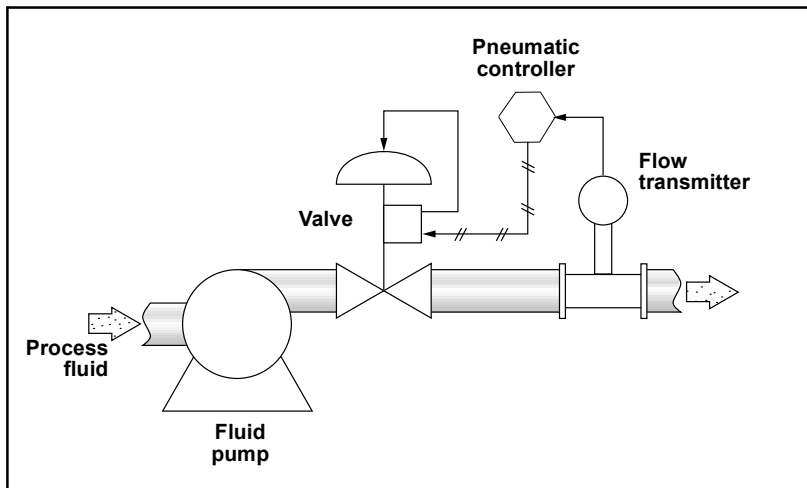 Pneumatic
controller
Flow
transmitter
Valve
Process
fluid
Fluid
pump